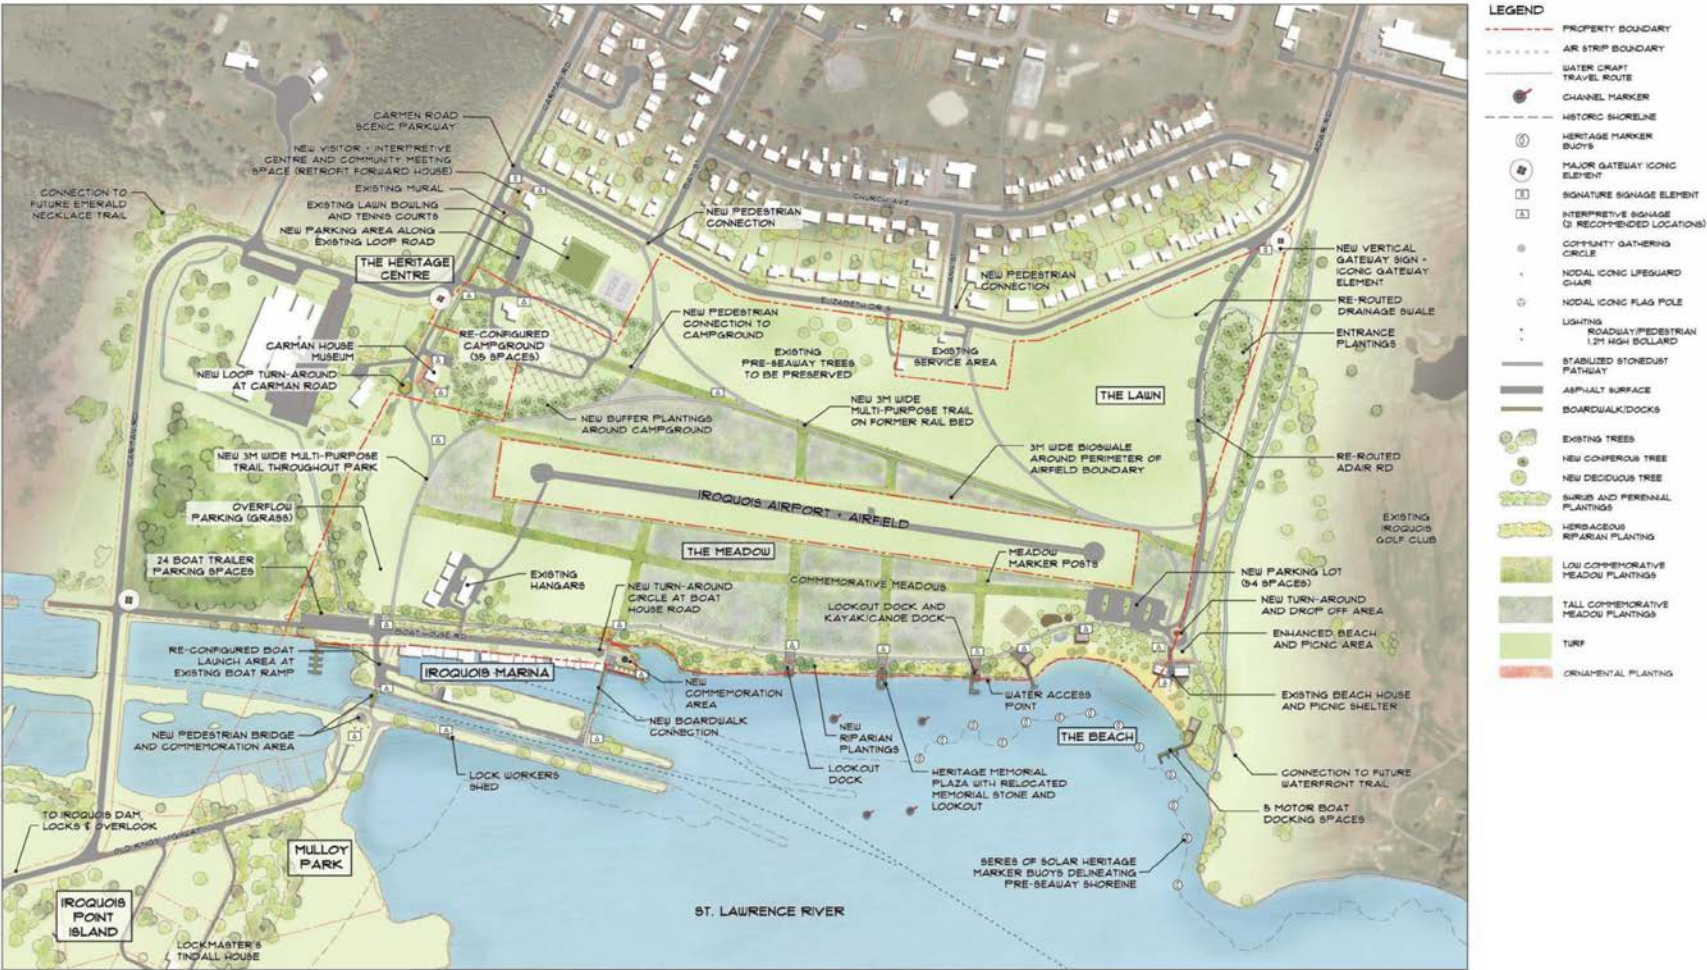 CARMAN RD
CARMEN ROAD
SCENIC PARKWAY
NEW VISITOR + INTERPRETIVE
CENTRE AND COMMUNITY MEETING
SPACE (RETROFIT FORWARD HOUSE)
EXISTING MURAL
EXISTING LAWN BOWLING
AND TENNIS COURTS
NEW PARKING AREA ALONG
EXISTING LOOP ROAD
THE HERITAGE
CENTRE
CONNECTION TO
FUTURE EMERALD
NECKLACE TRAIL
ADAIR RD
CHURCH AVE
NEW PEDESTRIAN
CONNECTION
NEW PEDESTRIAN
CONNECTION
ELIZABETH DR
NEW VERTICAL
GATEWAY SIGN +
ICONIC GATEWAY
ELEMENT
RE-ROUTED
DRAINAGE SWALE
ENTRANCE
PLANTINGS
NEW PEDESTRIAN
CONNECTION TO
CAMPGROUND
RE-CONFIGURED
CAMPGROUND
(35 SPACES)
CARMAN HOUSE
MUSEUM
NEW LOOP TURN-AROUND
AT CARMAN ROAD
EXISTING
PRE-SEAWAY TREES
TO BE PRESERVED
EXISTING
SERVICE AREA
THE LAWN
NEW BUFFER PLANTINGS
AROUND CAMPGROUND
NEW 3M WIDE
MULTI-PURPOSE TRAIL
ON FORMER RAIL BED
3M WIDE BIOSWALE
AROUND PERIMETER OF
AIRFIELD BOUNDARY
RE-ROUTED
ADAIR RD
CARMAN RD
NEW 3M WIDE MULTI-PURPOSE
TRAIL THROUGHOUT PARK
OVERFLOW
PARKING (GRASS)
IROQUOIS AIRPORT + AIRFIELD
EXISTING
IROQUOIS
GOLF CLUB
24 BOAT TRAILER
PARKING SPACES
EXISTING
HANGARS
THE MEADOW
MEADOW
MARKER POSTS
COMMEMORATIVE MEADOWS
NEW TURN-AROUND
CIRCLE AT BOAT
HOUSE ROAD
LOOKOUT DOCK AND
KAYAK/CANOE DOCK
NEW PARKING LOT
(54 SPACES)
NEW TURN-AROUND
AND DROP OFF AREA
ENHANCED BEACH
AND PICNIC AREA
BOAT HOUSE RD
RE-CONFIGURED BOAT
LAUNCH AREA AT
EXISTING BOAT RAMP
IROQUOIS MARINA
NEW
COMMEMORATION
AREA
NEW BOARDWALK
CONNECTION
NEW
RIPARIAN
PLANTINGS
LOOKOUT
DOCK
WATER ACCESS
POINT
EXISTING BEACH HOUSE
AND PICNIC SHELTER
THE BEACH
NEW PEDESTRIAN BRIDGE
AND COMMEMORATION AREA
LOCK WORKERS
SHED
HERITAGE MEMORIAL
PLAZA WITH RELOCATED
MEMORIAL STONE AND
LOOKOUT
CONNECTION TO FUTURE
WATERFRONT TRAIL
5 MOTOR BOAT
DOCKING SPACES
TO IROQUOIS DAM,
LOCKS & OVERLOOK
MULLOY
PARK
SERIES OF SOLAR HERITAGE
MARKER BUOYS DELINEATING
PRE-SEAWAY SHOREINE
IROQUOIS
POINT
ISLAND
LOCKMASTER'S
TINDALL HOUSE
ST. LAWRENCE RIVER
LEGEND
PROPERTY BOUNDARY
AIR STRIP BOUNDARY
WATER CRAFT
TRAVEL ROUTE
CHANNEL MARKER
HISTORIC SHORELINE
HERITAGE MARKER
BUOYS
MAJOR GATEWAY ICONIC
ELEMENT
SIGNATURE SIGNAGE ELEMENT
INTERPRETIVE SIGNAGE
(21 RECOMMENDED LOCATIONS)
COMMUNITY GATHERING
CIRCLE
NODAL ICONIC LIFEGUARD
CHAIR
NODAL ICONIC FLAG POLE
LIGHTING
ROADWAY/PEDESTRIAN
1.2M HIGH BOLLARD
STABILIZED STONEDUST
PATHWAY
ASPHALT SURFACE
BOARDWALK/DOCKS
EXISTING TREES
NEW CONIFEROUS TREE
NEW DECIDUOUS TREE
SHRUB AND PERENNIAL
PLANTINGS
HERBACEOUS
RIPARIAN PLANTING
LOW COMMEMORATIVE
MEADOW PLANTINGS
TALL COMMEMORATIVE
MEADOW PLANTINGS
TURF
ORNAMENTAL PLANTING